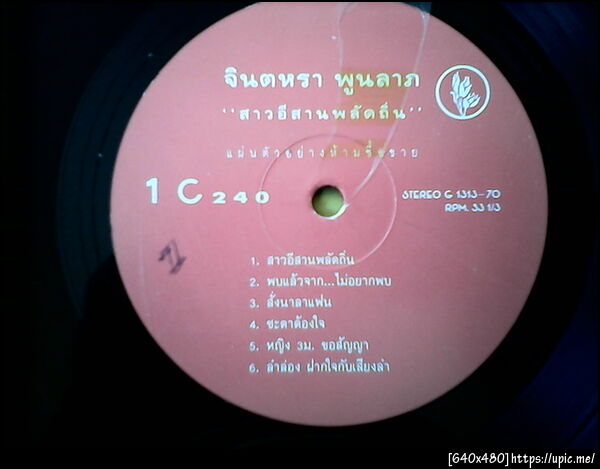 จินตหรา พูนลาภ
''สาวอีสานพลัดถิ่น''
แผ่นตัวอย่างห้ามซื้อขาย
1 C 240
STEREO G 1313-70
RPM. 33 1/3
1
1. สาวอีสานพลัดถิ่น
2. พบแล้วจาก...ไม่อยากพบ
3. สั่งนาลาแฟน
4. ชะตาต้องใจ
5. หญิง 3ม. ขอสัญญา
6. ลำล่อง ฝากใจกับเสียงลำ
[640x480]https://upic.me/